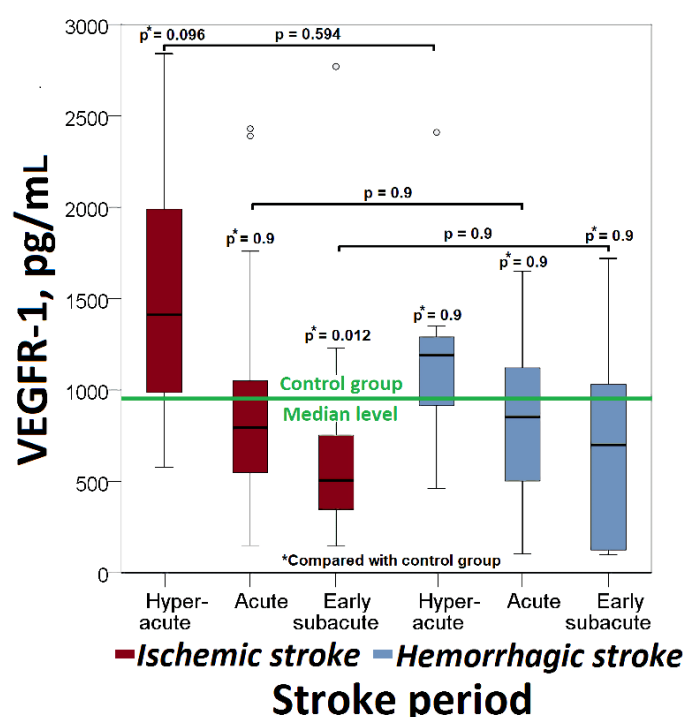 VEGFR-1, pg/mL
3000
2500
2000
1500
1000
500
0
p* = 0.096
p = 0.594
p = 0.9
p* = 0.9
p = 0.9
p* = 0.9
p* = 0.9
p* = 0.012
p* = 0.9
Control group
Median level
*Compared with control group
Hyper-
acute
Acute
Early
subacute
Hyper-
acute
Acute
Early
subacute
Ischemic stroke
Hemorrhagic stroke
Stroke period